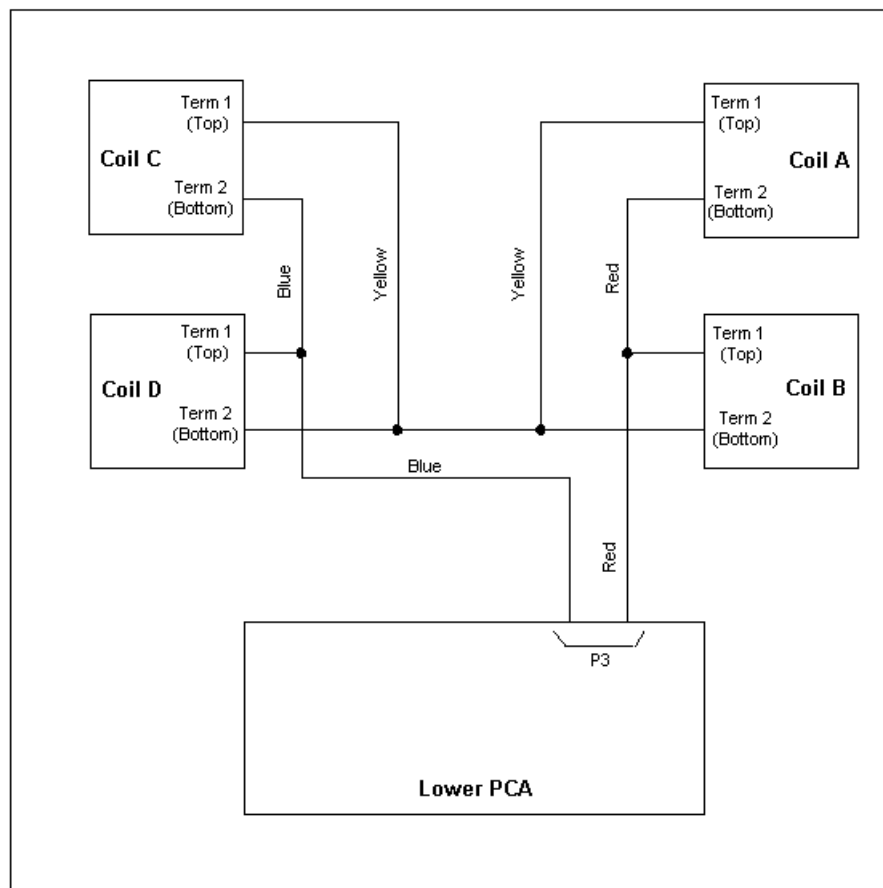 Term 1
(Top)
Coil C
Term 2
(Bottom)
Term 1
(Top)
Coil A
Term 2
(Bottom)
Blue
Yellow
Yellow
Red
Term 1
(Top)
Coil D
Term 2
(Bottom)
Term 1
(Top)
Coil B
Term 2
(Bottom)
Blue
Red
P3
Lower PCA